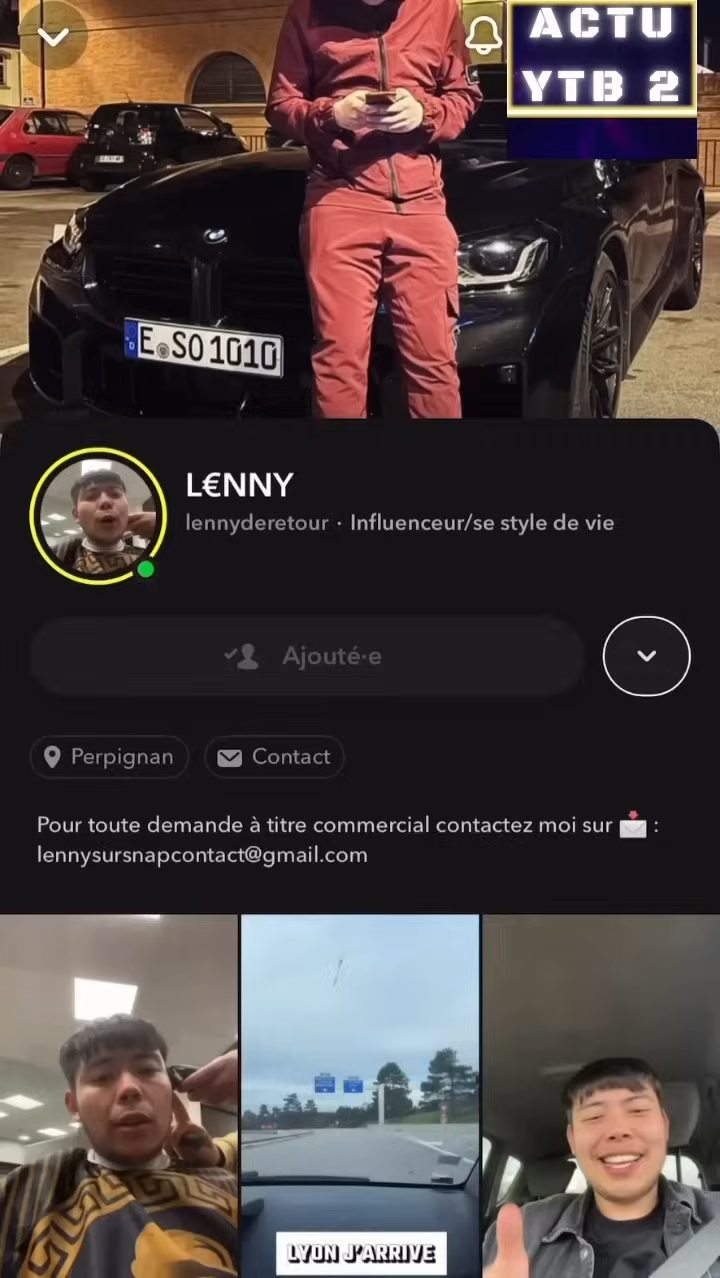 ACTU
YTB 2
E SO 1010
D
L€NNY
lennyderetour · Influenceur/se style de vie
Ajouté·e
Perpignan
Contact
Pour toute demande à titre commercial contactez moi sur 📩 :
lennysursnapcontact@gmail.com
LYON J'ARRIVE